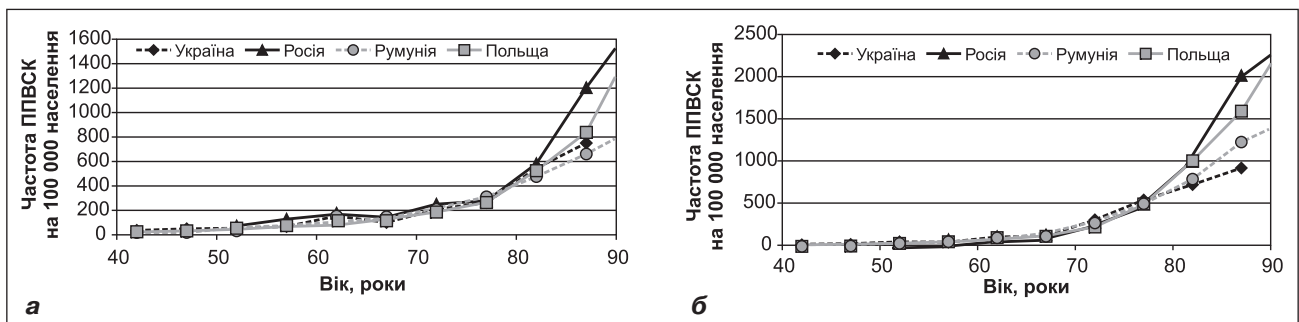 Частота ППВСК
на 100 000 населення
1600
1400
1200
1000
800
600
400
200
0
Україна Росія Румунія Польща
40 50 60 70 80 90
Вік, роки
а
Частота ППВСК
на 100 000 населення
2500
2000
1500
1000
500
0
Україна Росія Румунія Польща
40 50 60 70 80 90
Вік, роки
б